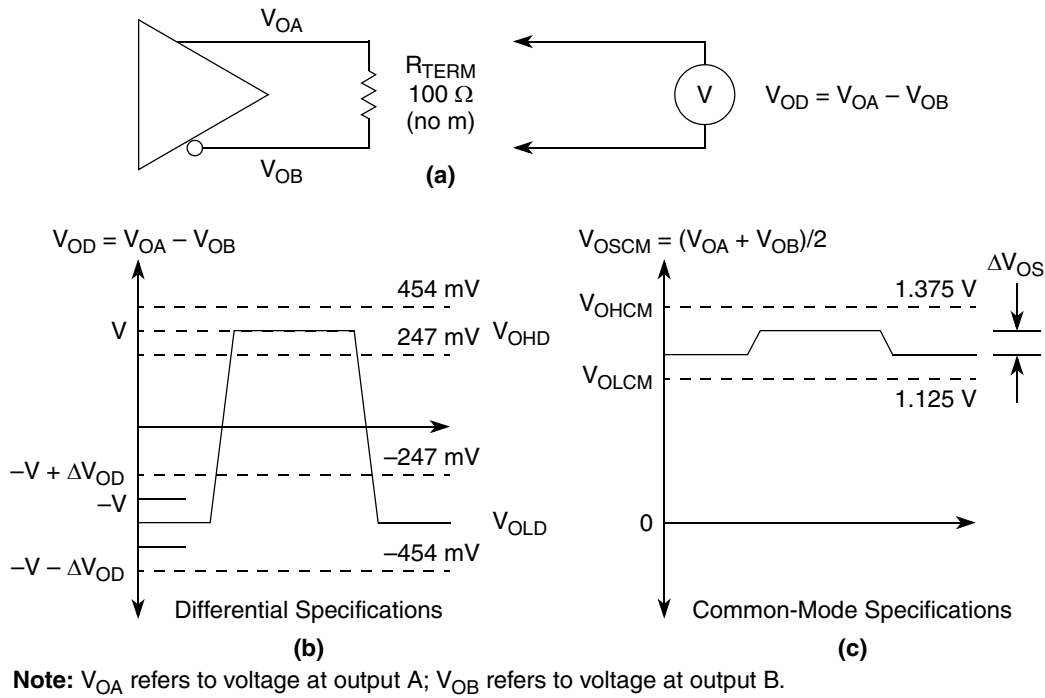 V_OA
R_TERM
100 Ω
(no m)
V
V_OD = V_OA – V_OB
V_OB
(a)
V_OD = V_OA – V_OB
454 mV
V
247 mV
V_OHD
–247 mV
–V + ΔV_OD
–V
V_OLD
–454 mV
–V – ΔV_OD
Differential Specifications
(b)
V_OSCM = (V_OA + V_OB)/2
ΔV_OS
1.375 V
V_OHCM
V_OLCM
1.125 V
0
Common-Mode Specifications
(c)
Note: V_OA refers to voltage at output A; V_OB refers to voltage at output B.